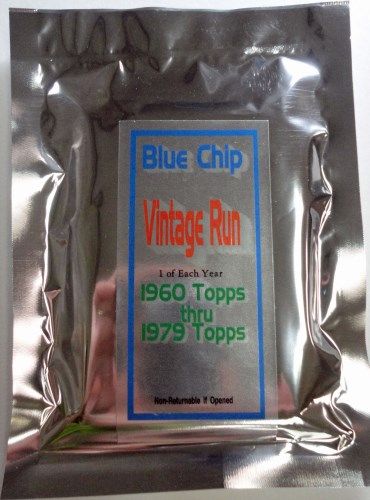 Blue Chip
Vintage Run
1 of Each Year
1960 Topps
thru
1979 Topps
Non-Returnable If Opened